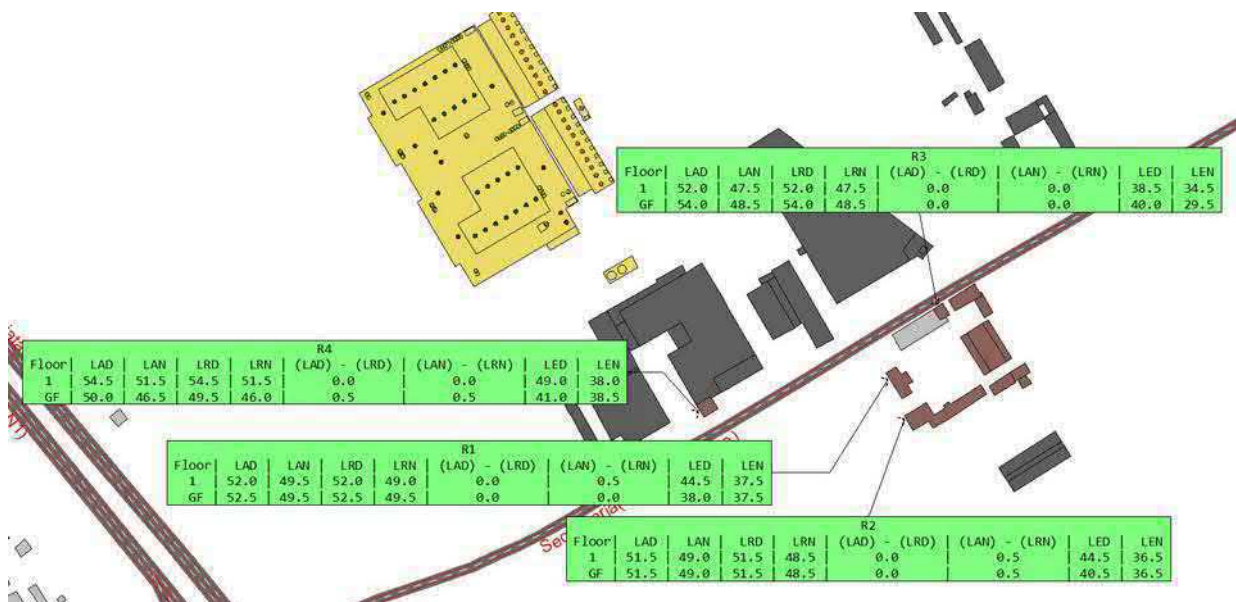 R3
Floor | LAD | LAN | LRD | LRN | (LAD) - (LRD) | (LAN) - (LRN) | LED | LEN
1 | 52.0 | 47.5 | 52.0 | 47.5 | 0.0 | 0.0 | 38.5 | 34.5
GF | 54.0 | 48.5 | 54.0 | 48.5 | 0.0 | 0.0 | 40.0 | 29.5
R4
Floor | LAD | LAN | LRD | LRN | (LAD) - (LRD) | (LAN) - (LRN) | LED | LEN
1 | 54.5 | 51.5 | 54.5 | 51.5 | 0.0 | 0.0 | 49.0 | 38.0
GF | 50.0 | 46.5 | 49.5 | 46.0 | 0.5 | 0.5 | 41.0 | 38.5
R1
Floor | LAD | LAN | LRD | LRN | (LAD) - (LRD) | (LAN) - (LRN) | LED | LEN
1 | 52.0 | 49.5 | 52.0 | 49.0 | 0.0 | 0.5 | 44.5 | 37.5
GF | 52.5 | 49.5 | 52.5 | 49.5 | 0.0 | 0.0 | 38.0 | 37.5
R2
Floor | LAD | LAN | LRD | LRN | (LAD) - (LRD) | (LAN) - (LRN) | LED | LEN
1 | 51.5 | 49.0 | 51.5 | 48.5 | 0.0 | 0.5 | 44.5 | 36.5
GF | 51.5 | 49.0 | 51.5 | 48.5 | 0.0 | 0.5 | 40.5 | 36.5